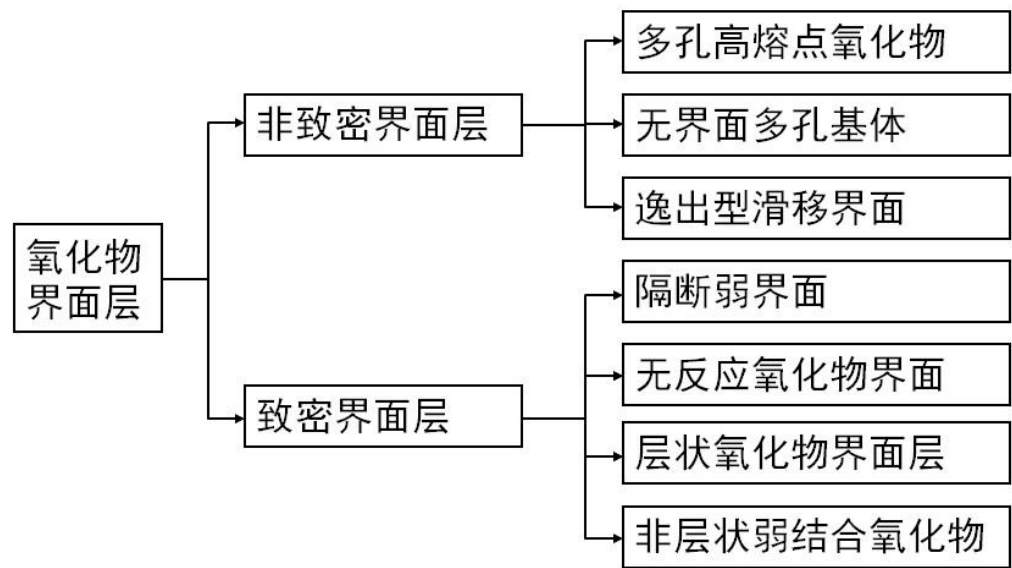 氧化物
界面层
非致密界面层
多孔高熔点氧化物
无界面多孔基体
逸出型滑移界面
致密界面层
隔断弱界面
无反应氧化物界面
层状氧化物界面层
非层状弱结合氧化物